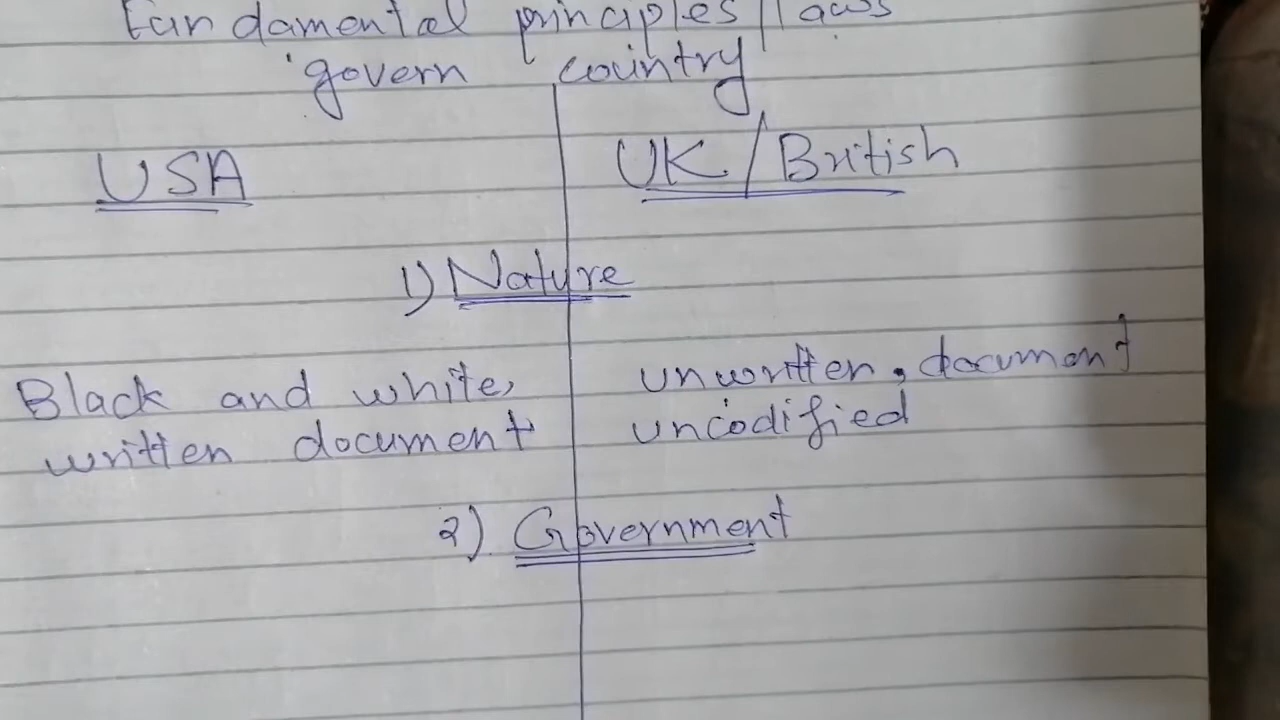 Fundamental principles / laws
govern country
USA
UK / British
1) Nature
Black and white,
written document
unwritten, document
uncodified
2) Government